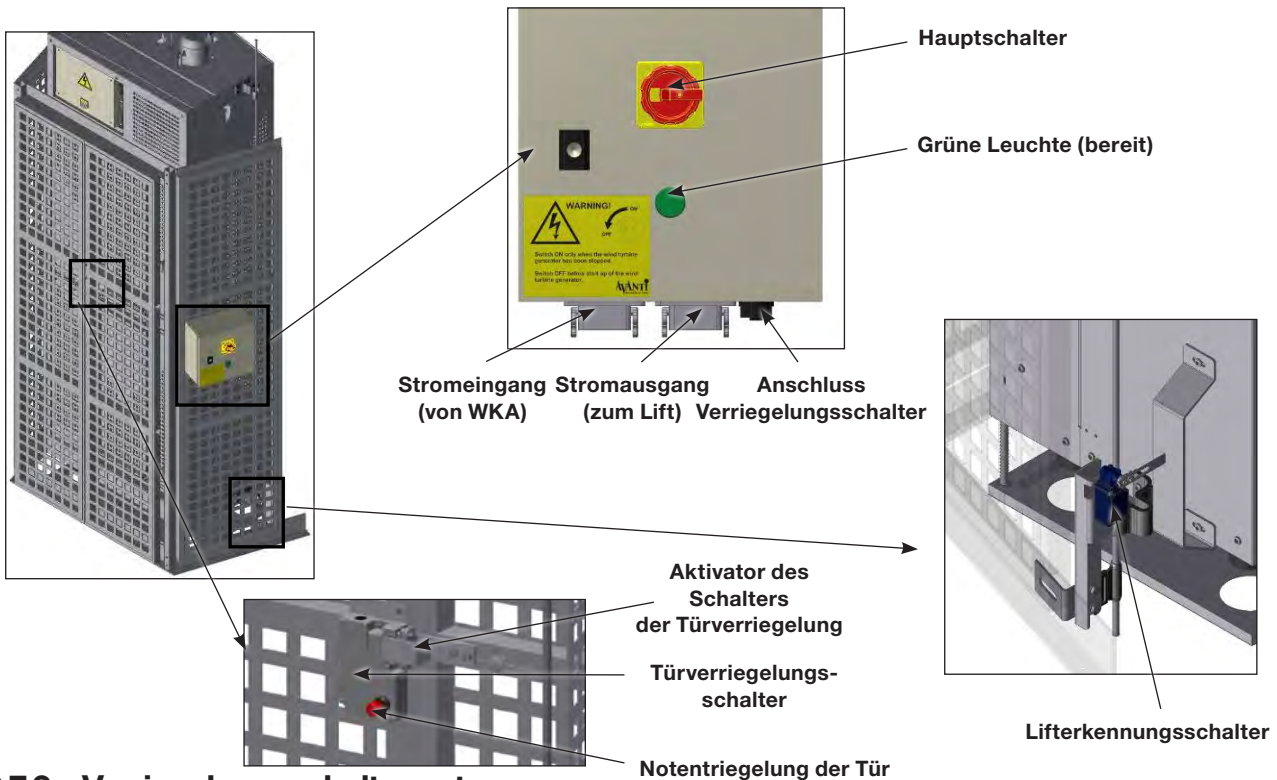 Hauptschalter
Grüne Leuchte (bereit)
WARNING!
ON
OFF
Switch ON only when the wind turbine
generator has been stopped.
Switch OFF before start up of the wind
turbine generator.
AVANTI
Stromeingang
(von WKA)
Stromausgang
(zum Lift)
Anschluss
Verriegelungsschalter
Aktivator des
Schalters
der Türverriegelung
Türverriegelungs-
schalter
Notentriegelung der Tür
Lifterkennungsschalter